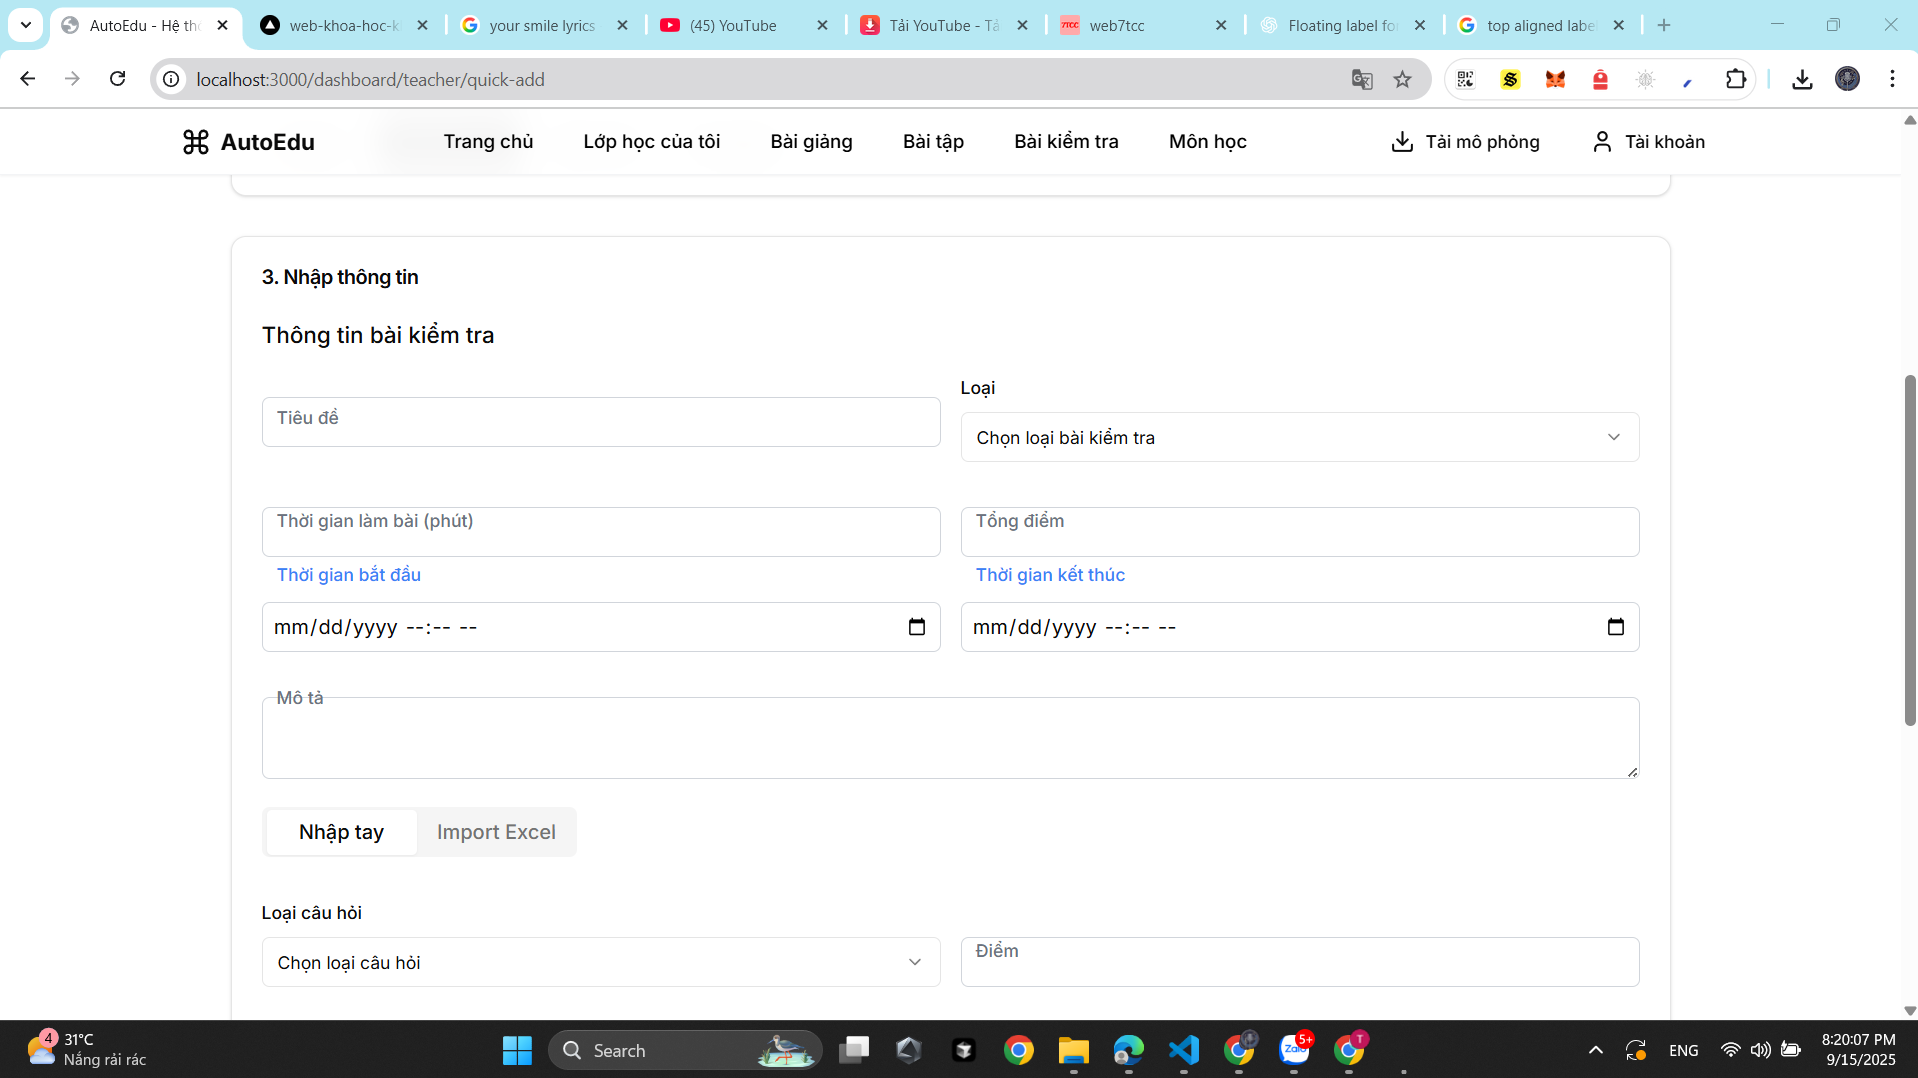 AutoEdu - Hệ thố
web-khoa-hoc-k
your smile lyrics
(45) YouTube
Tải YouTube - Tả
7TCC web7tcc
Floating label fo
top aligned labe
localhost:3000/dashboard/teacher/quick-add
AutoEdu
Trang chủ
Lớp học của tôi
Bài giảng
Bài tập
Bài kiểm tra
Môn học
Tải mô phỏng
Tài khoản
3. Nhập thông tin
Thông tin bài kiểm tra
Tiêu đề
Loại
Chọn loại bài kiểm tra
Thời gian làm bài (phút)
Tổng điểm
Thời gian bắt đầu
Thời gian kết thúc
mm/dd/yyyy --:-- --
mm/dd/yyyy --:-- --
Mô tả
Nhập tay
Import Excel
Loại câu hỏi
Chọn loại câu hỏi
Điểm
4
31°C
Nắng rải rác
Search
Zalo
5+
T
ENG
8:20:07 PM
9/15/2025